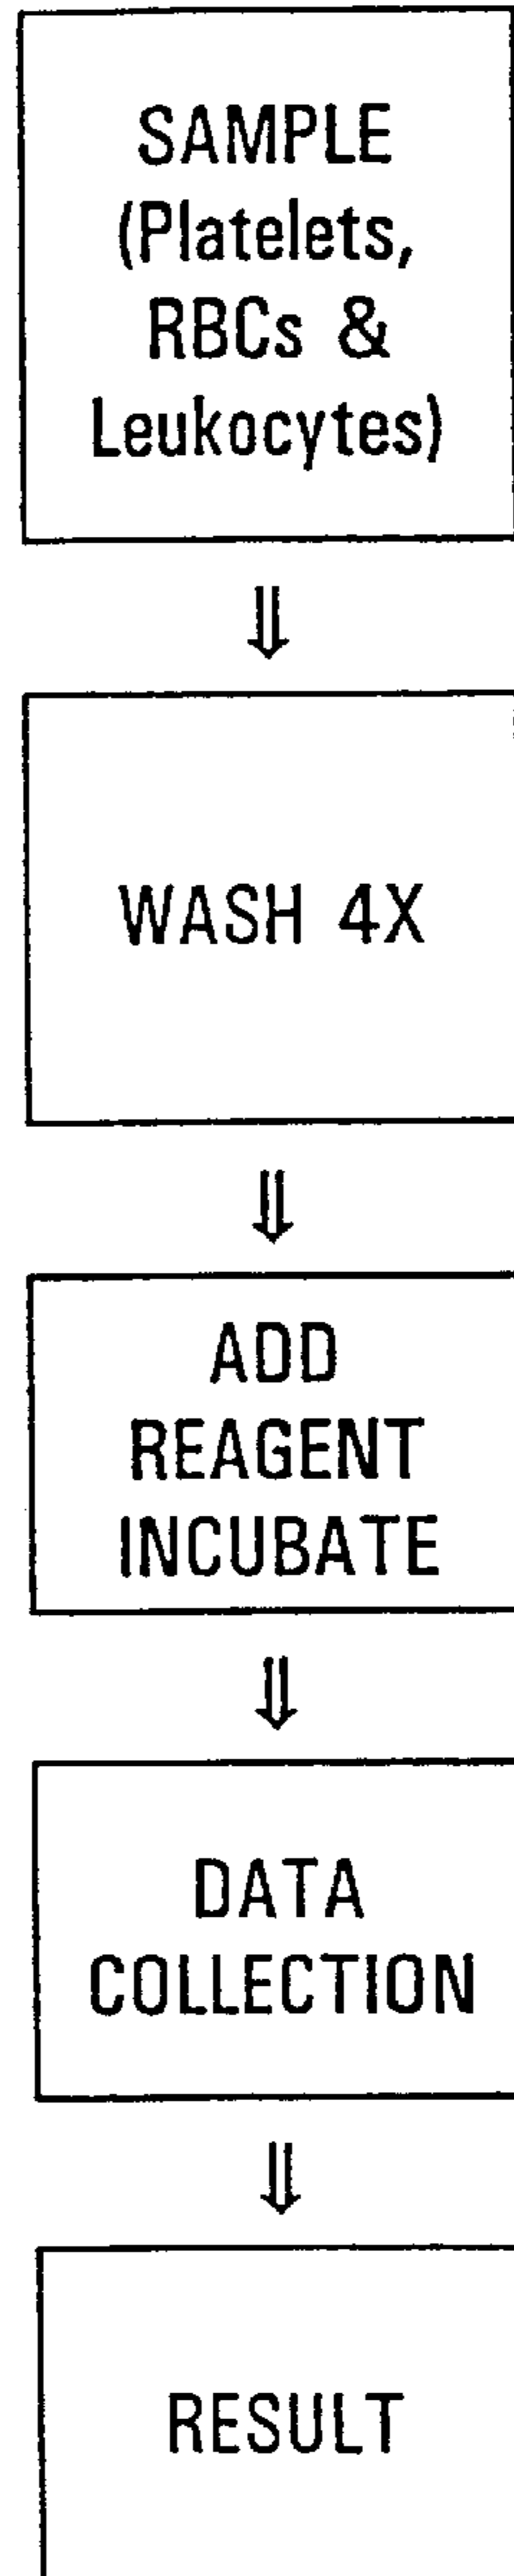 SAMPLE
(Platelets,
RBCs &
Leukocytes)
WASH 4X
ADD
REAGENT
INCUBATE
DATA
COLLECTION
RESULT